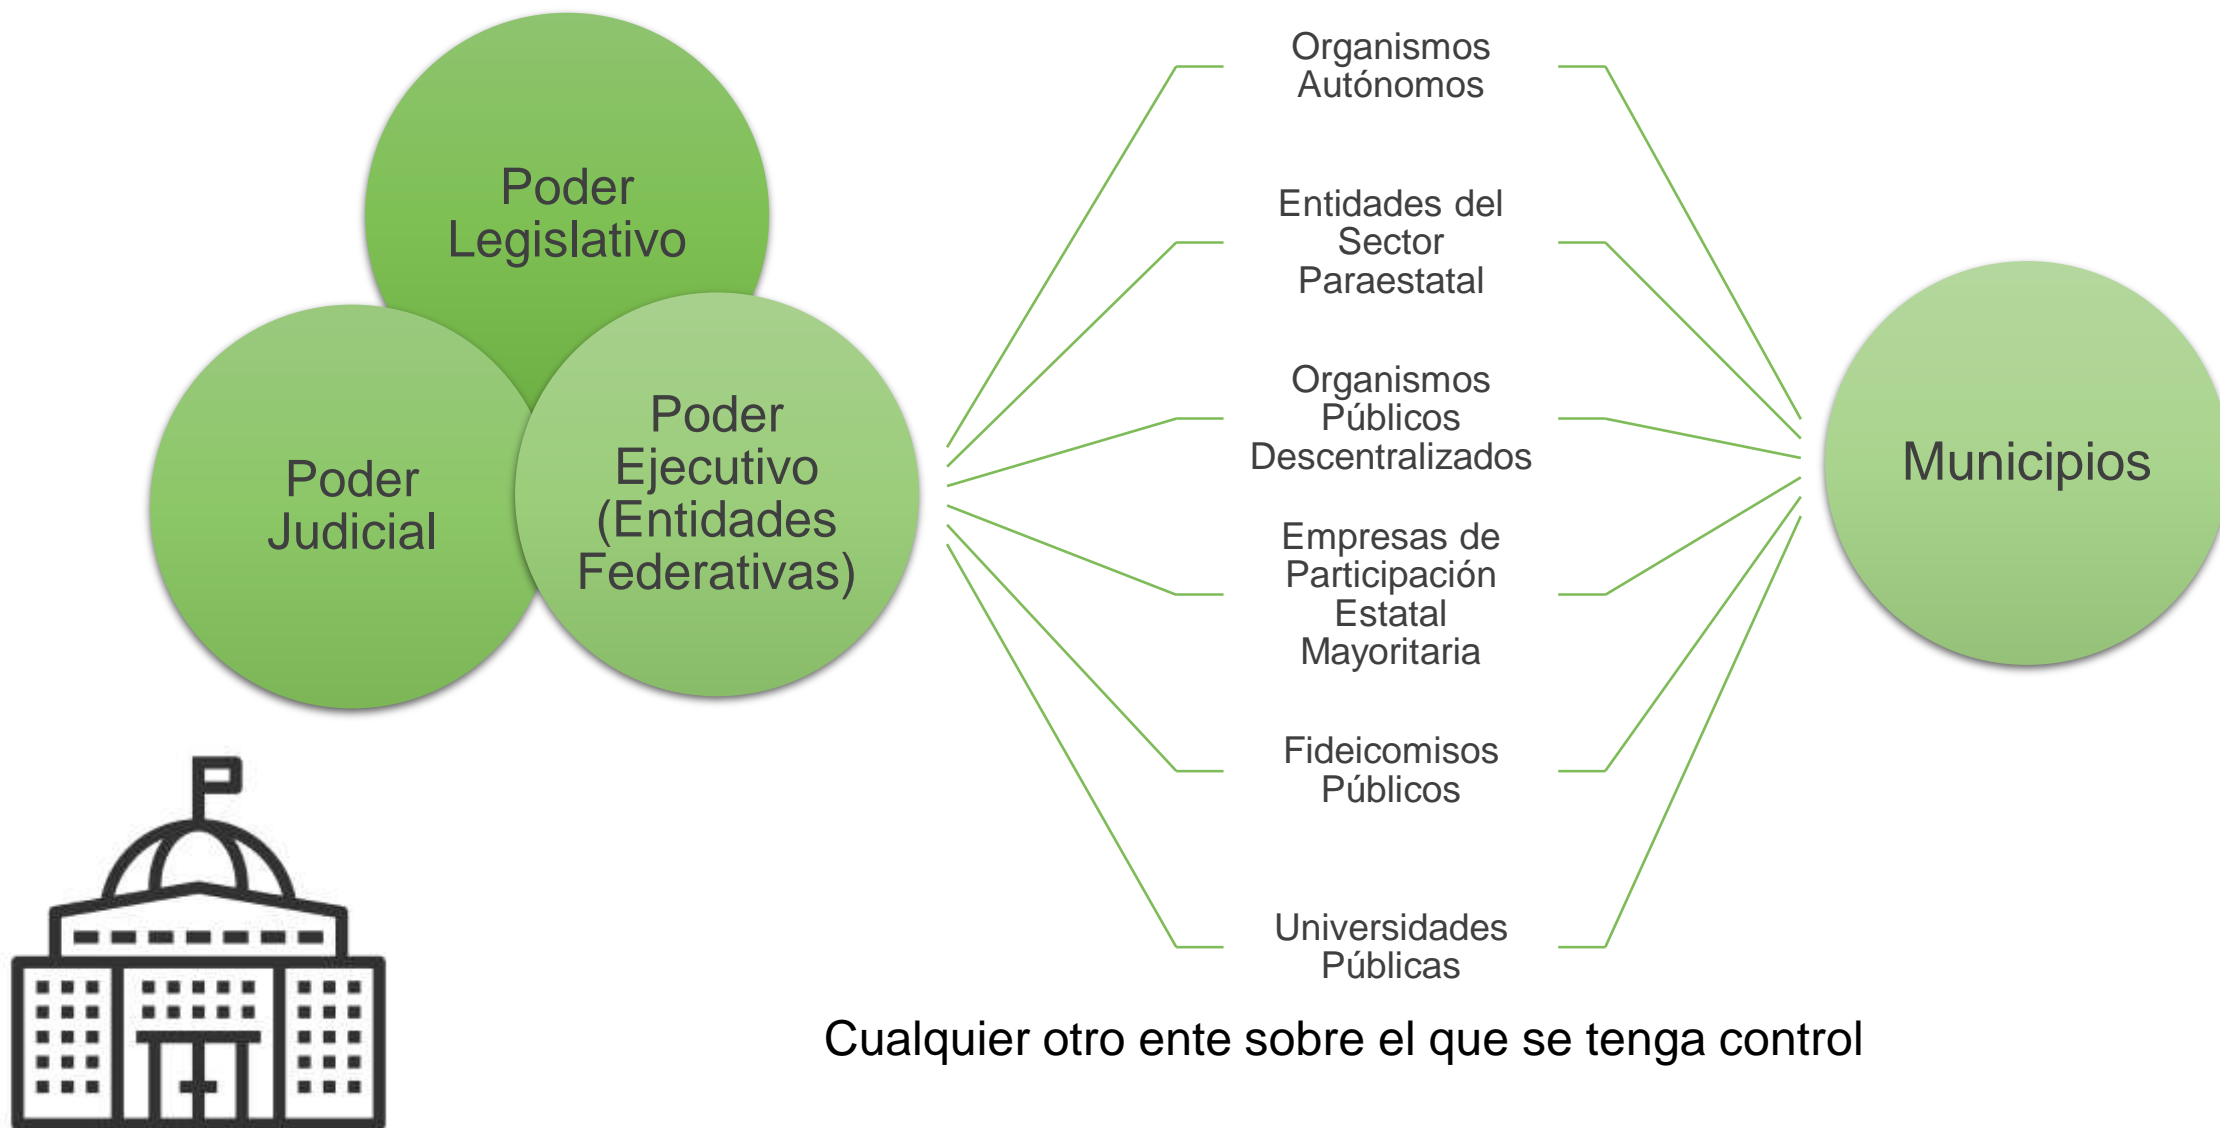 Poder
Legislativo
Poder
Judicial
Poder
Ejecutivo
(Entidades
Federativas)
Organismos
Autónomos
Entidades del
Sector
Paraestatal
Organismos
Públicos
Descentralizados
Empresas de
Participación
Estatal
Mayoritaria
Fideicomisos
Públicos
Universidades
Públicas
Municipios
Cualquier otro ente sobre el que se tenga control